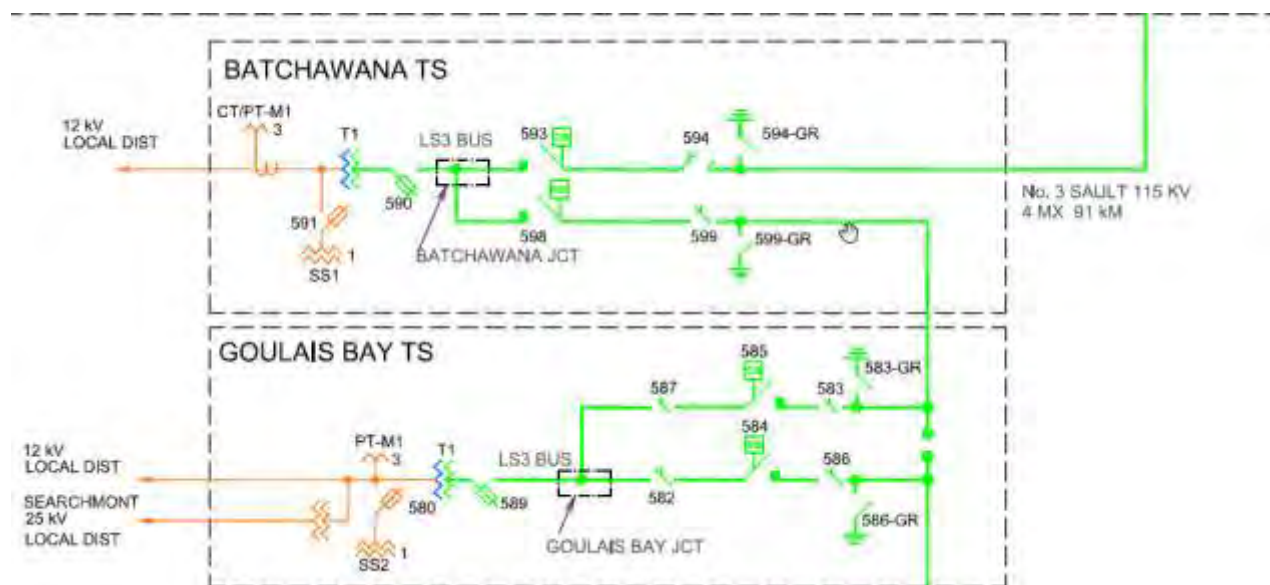 BATCHAWANA TS
CT/PT-M1
3
12 kV
LOCAL DIST
T1
LS3 BUS
593
594
594-GR
590
591
598
599
599-GR
No. 3 SAULT 115 KV
4 MX 91 kM
1
SS1
BATCHAWANA JCT
GOULAIS BAY TS
585
583-GR
587
583
584
PT-M1
3
T1
LS3 BUS
12 kV
LOCAL DIST
586
582
580
589
SEARCHMONT
25 kV
LOCAL DIST
586-GR
1
SS2
GOULAIS BAY JCT